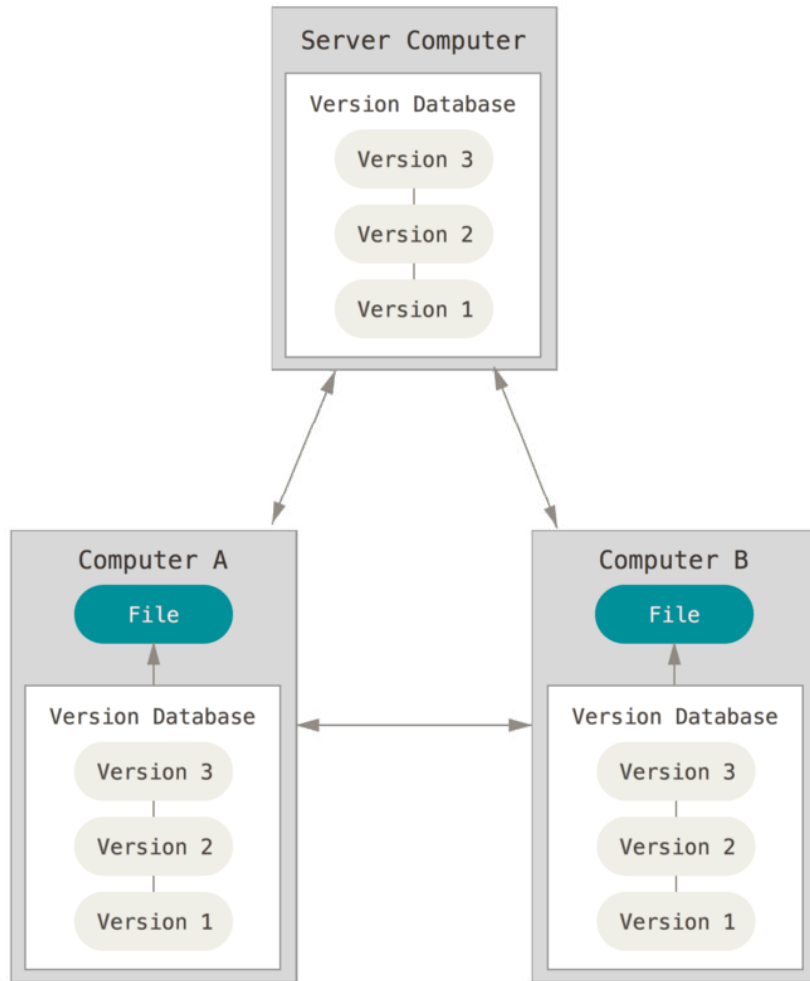 Server Computer
Version Database
Version 3
Version 2
Version 1
Computer A
File
Version Database
Version 3
Version 2
Version 1
Computer B
File
Version Database
Version 3
Version 2
Version 1